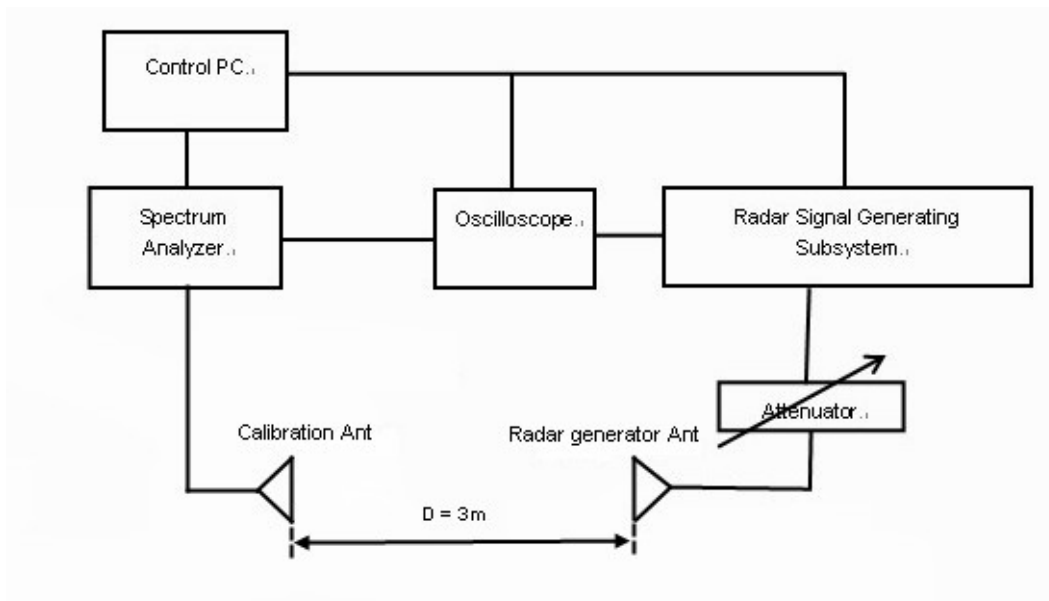 Control PC
Spectrum
Analyzer
Oscilloscope
Radar Signal Generating
Subsystem
Attenuator
Calibration Ant
Radar generator Ant
D = 3m